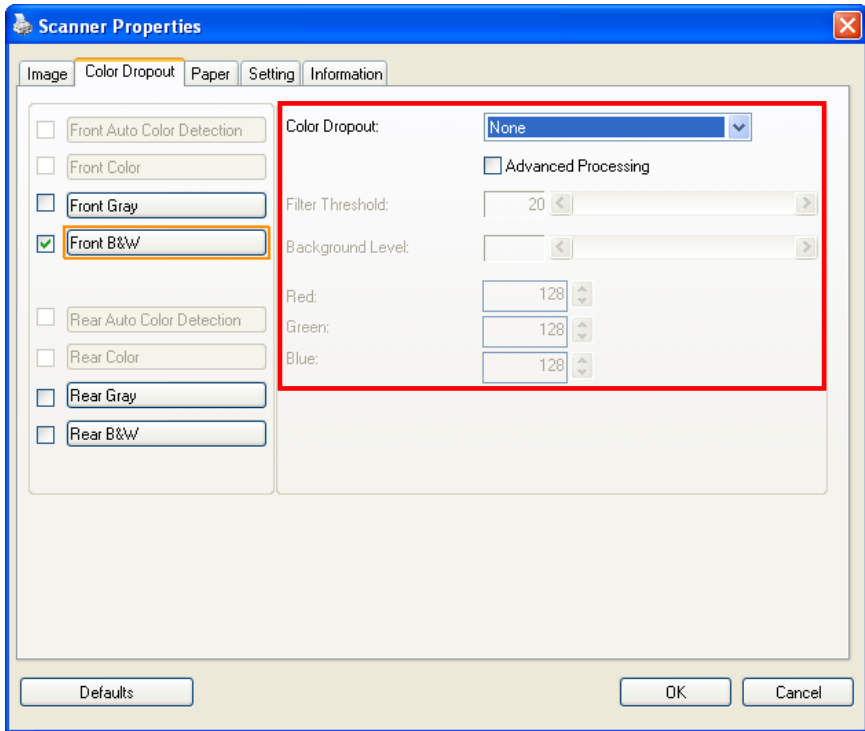 Scanner Properties
Image Color Dropout Paper Setting Information
Front Auto Color Detection
Front Color
Front Gray
Front B&W
Rear Auto Color Detection
Rear Color
Rear Gray
Rear B&W
Color Dropout: None
Advanced Processing
Filter Threshold: 20
Background Level:
Red: 128
Green: 128
Blue: 128
Defaults OK Cancel